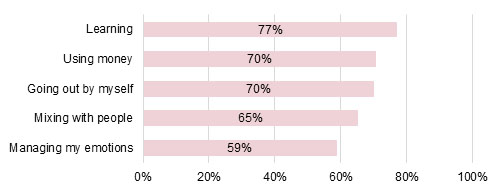 Learning 77%
Using money 70%
Going out by myself 70%
Mixing with people 65%
Managing my emotions 59%
0% 20% 40% 60% 80% 100%